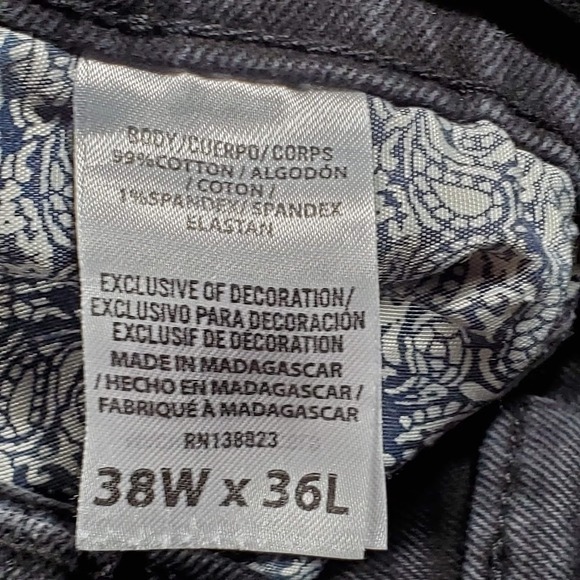 BODY/CUERPO/CORPS
99%COTTON / ALGODÓN
/ COTON /
1%SPANDEX/ SPANDEX
ELASTAN
EXCLUSIVE OF DECORATION/
EXCLUSIVO PARA DECORACIÓN
EXCLUSIF DE DÉCORATION
MADE IN MADAGASCAR
/ HECHO EN MADAGASCAR /
FABRIQUÉ À MADAGASCAR
RN138823
38W x 36L